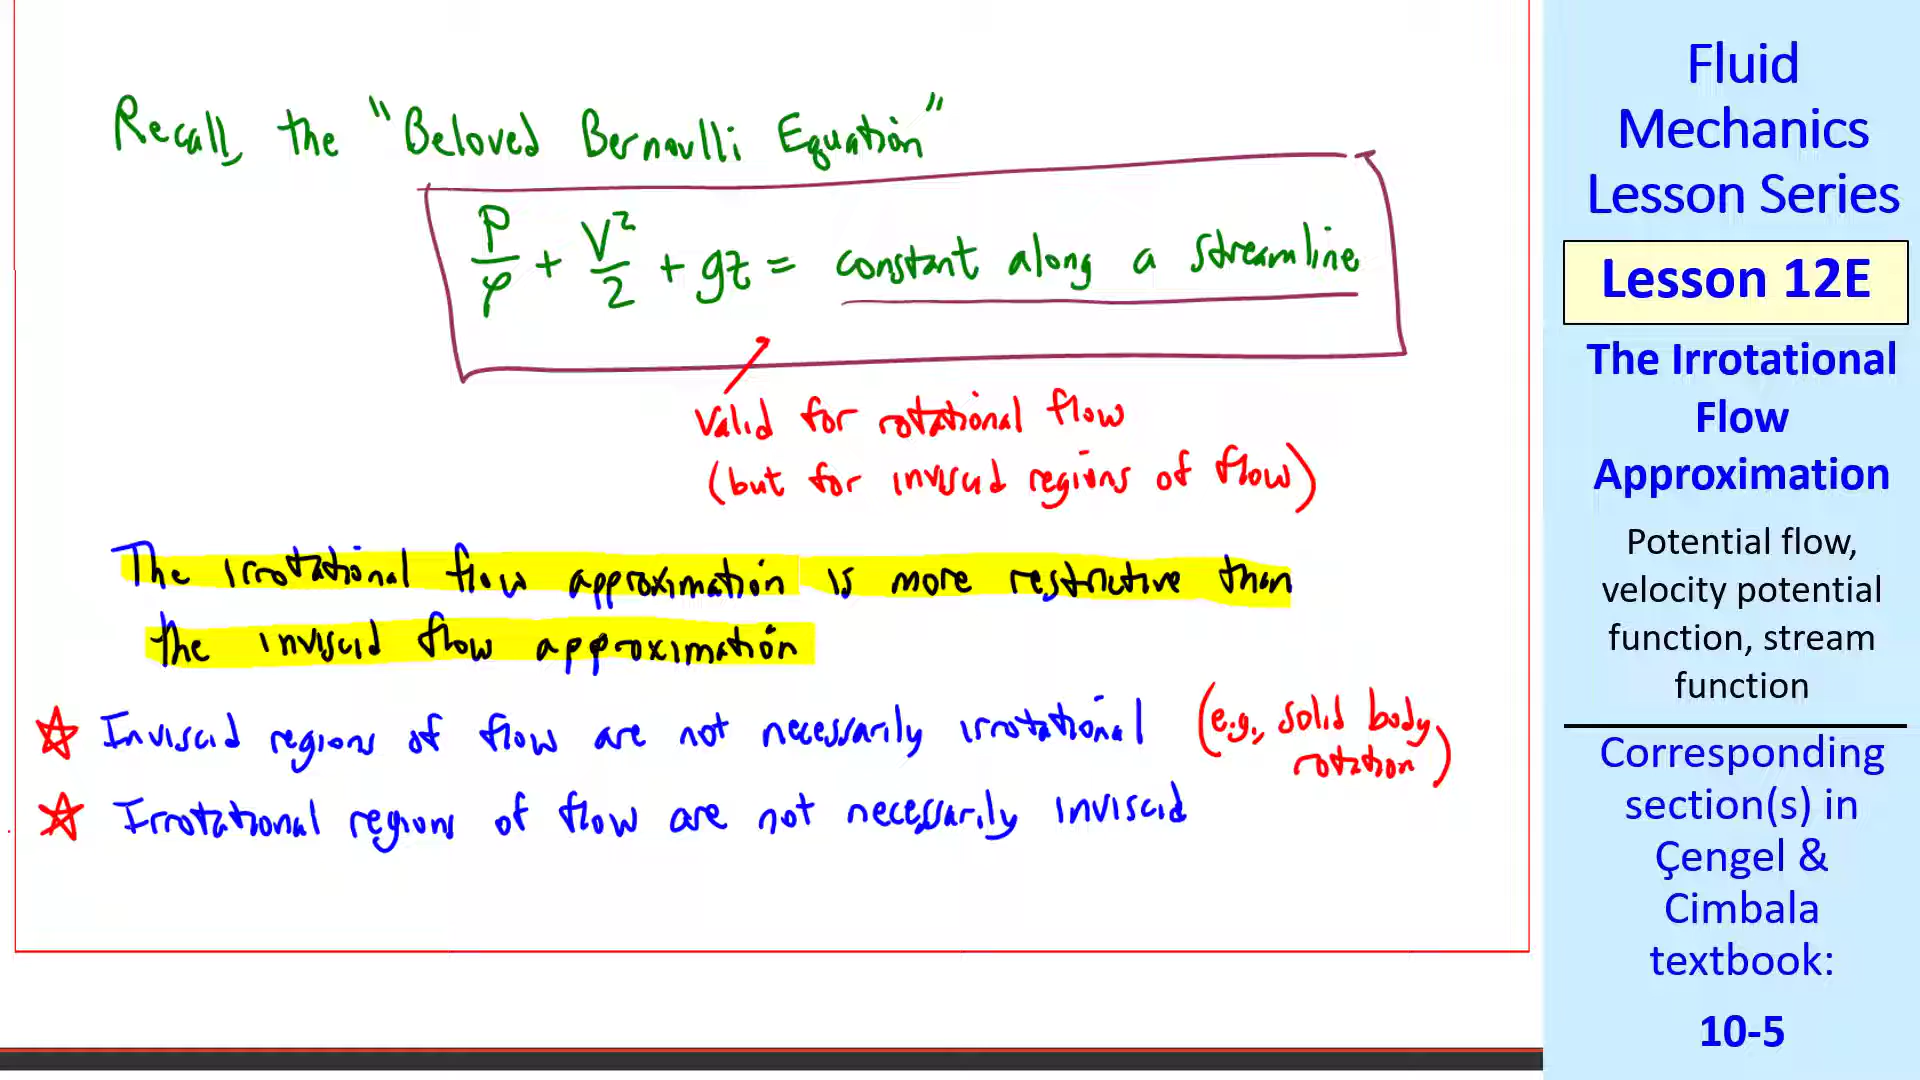 Recall, the "Beloved Bernoulli Equation"
P/ρ + V²/2 + gz = constant along a streamline
Valid for rotational flow
(but for inviscid regions of flow)
The irrotational flow approximation is more restrictive than
the inviscid flow approximation
☆ Inviscid regions of flow are not necessarily irrotational (e.g., solid body
rotation)
☆ Irrotational regions of flow are not necessarily inviscid
Fluid
Mechanics
Lesson Series
Lesson 12E
The Irrotational
Flow
Approximation
Potential flow,
velocity potential
function, stream
function
Corresponding
section(s) in
Çengel &
Cimbala
textbook:
10-5